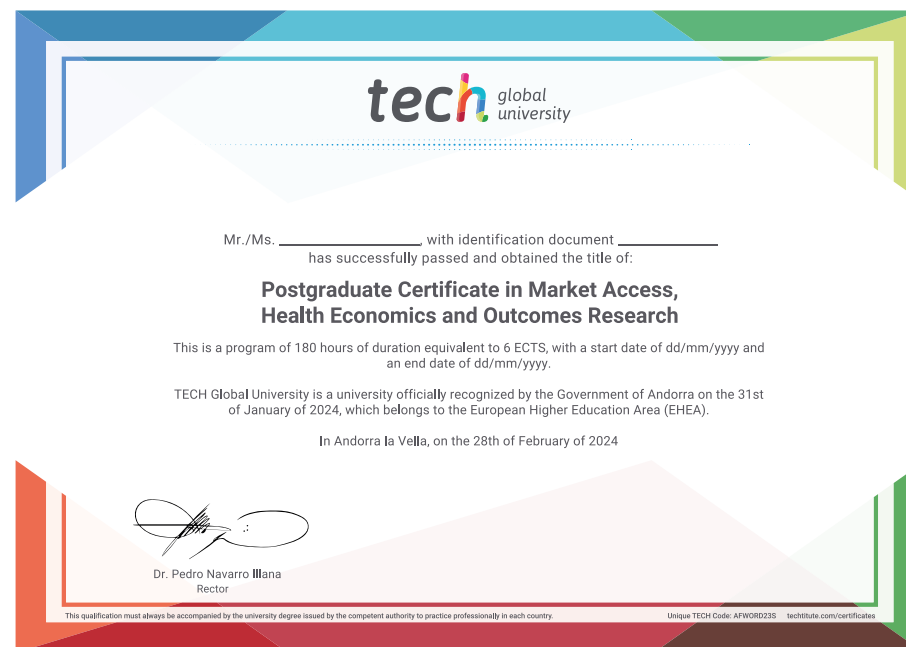 tech global
university
Mr./Ms. ____________________, with identification document ______________
has successfully passed and obtained the title of:
Postgraduate Certificate in Market Access,
Health Economics and Outcomes Research
This is a program of 180 hours of duration equivalent to 6 ECTS, with a start date of dd/mm/yyyy and
an end date of dd/mm/yyyy.
TECH Global University is a university officially recognized by the Government of Andorra on the 31st
of January of 2024, which belongs to the European Higher Education Area (EHEA).
In Andorra la Vella, on the 28th of February of 2024
Dr. Pedro Navarro Illana
Rector
This qualification must always be accompanied by the university degree issued by the competent authority to practice professionally in each country.
Unique TECH Code: AFWORD23S techtitute.com/certificates